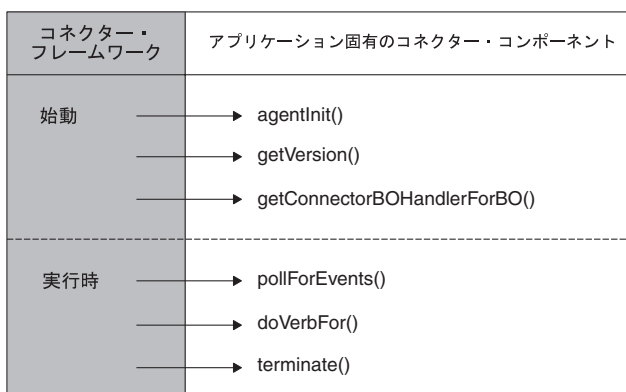 コネクター・
フレームワーク
アプリケーション固有のコネクター・コンポーネント
始動
agentInit()
getVersion()
getConnectorBOHandlerForBO()
実行時
pollForEvents()
doVerbFor()
terminate()